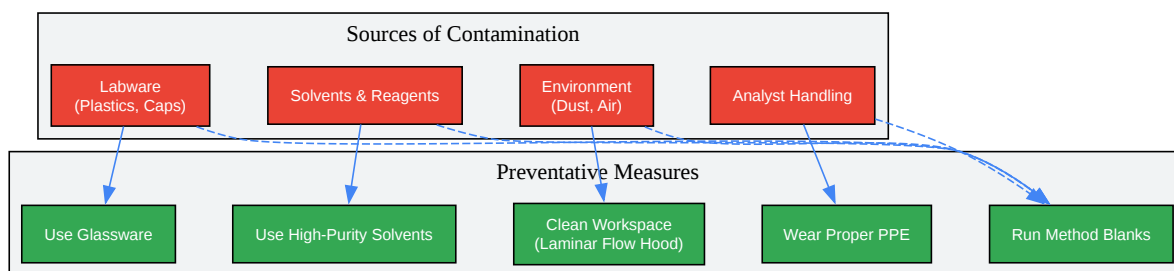 Sources of Contamination
Labware
(Plastics, Caps)
Solvents & Reagents
Environment
(Dust, Air)
Analyst Handling
Preventative Measures
Use Glassware
Use High-Purity Solvents
Clean Workspace
(Laminar Flow Hood)
Wear Proper PPE
Run Method Blanks